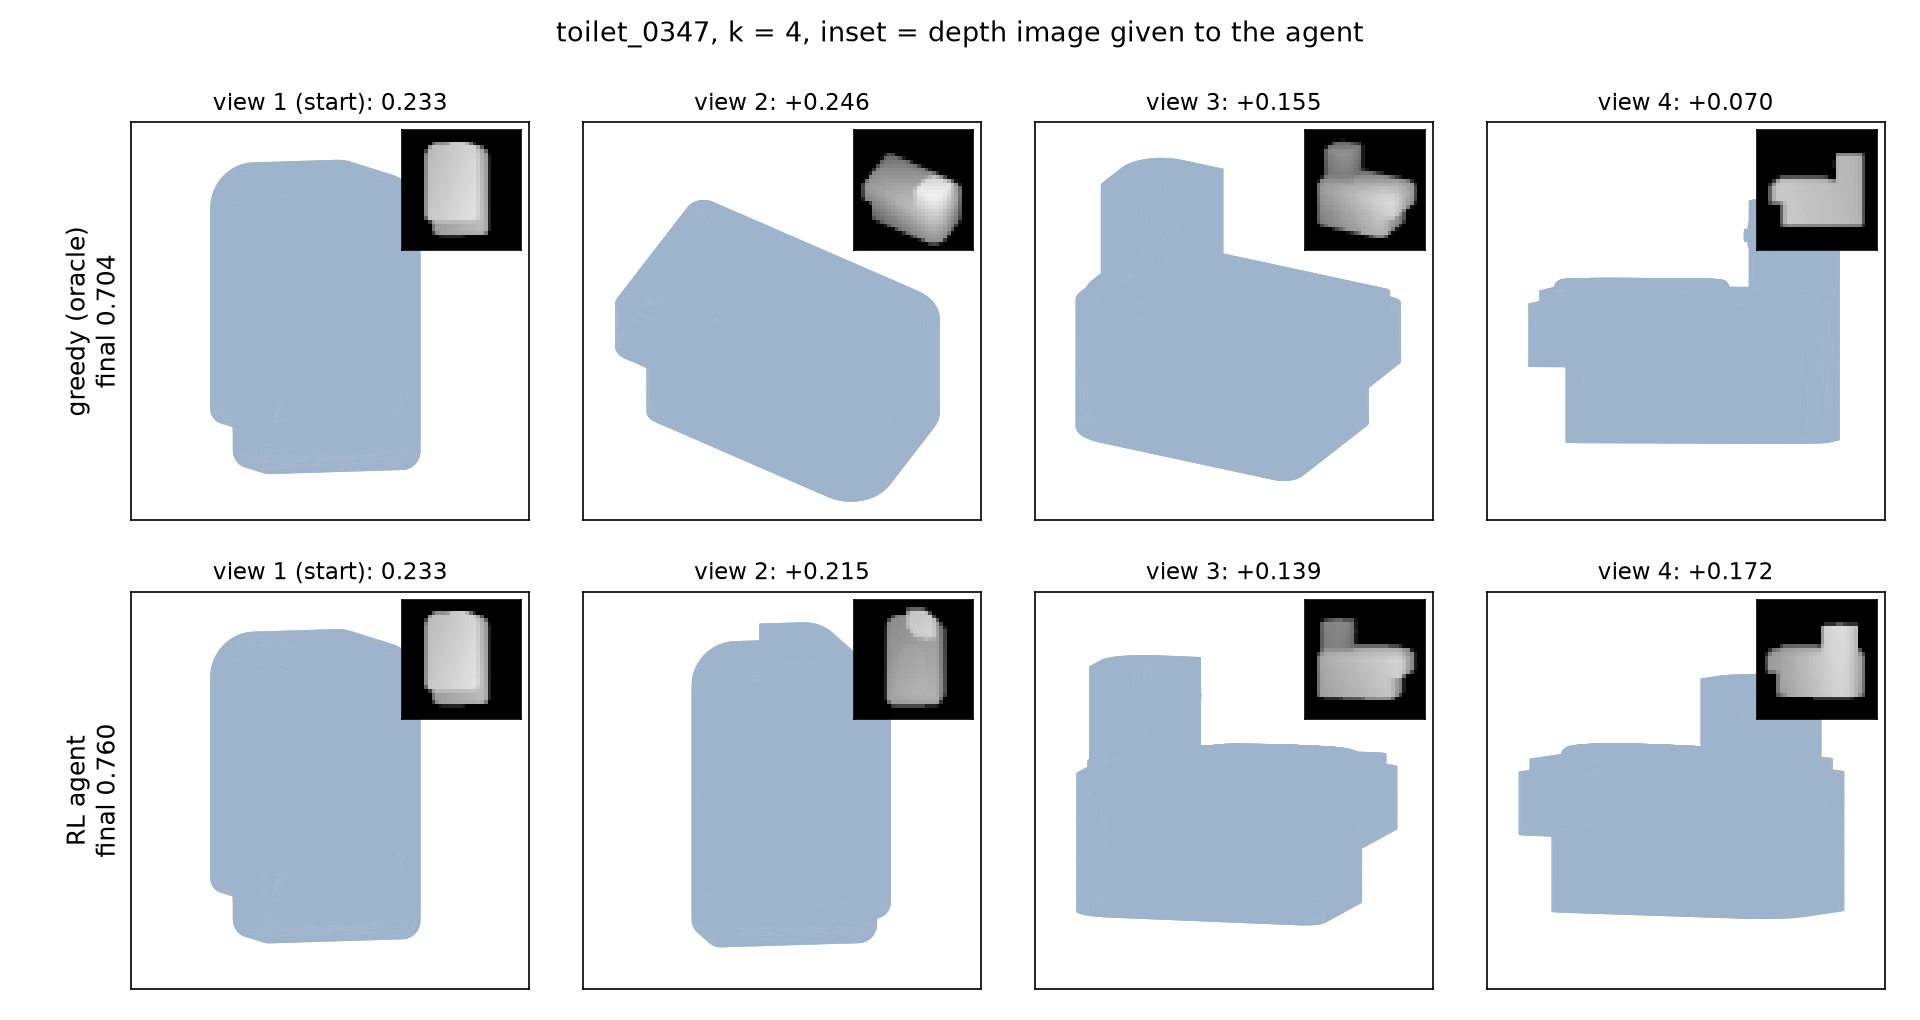 toilet_0347, k = 4, inset = depth image given to the agent
view 1 (start): 0.233
view 2: +0.246
view 3: +0.155
view 4: +0.070
greedy (oracle)
final 0.704
view 1 (start): 0.233
view 2: +0.215
view 3: +0.139
view 4: +0.172
RL agent
final 0.760